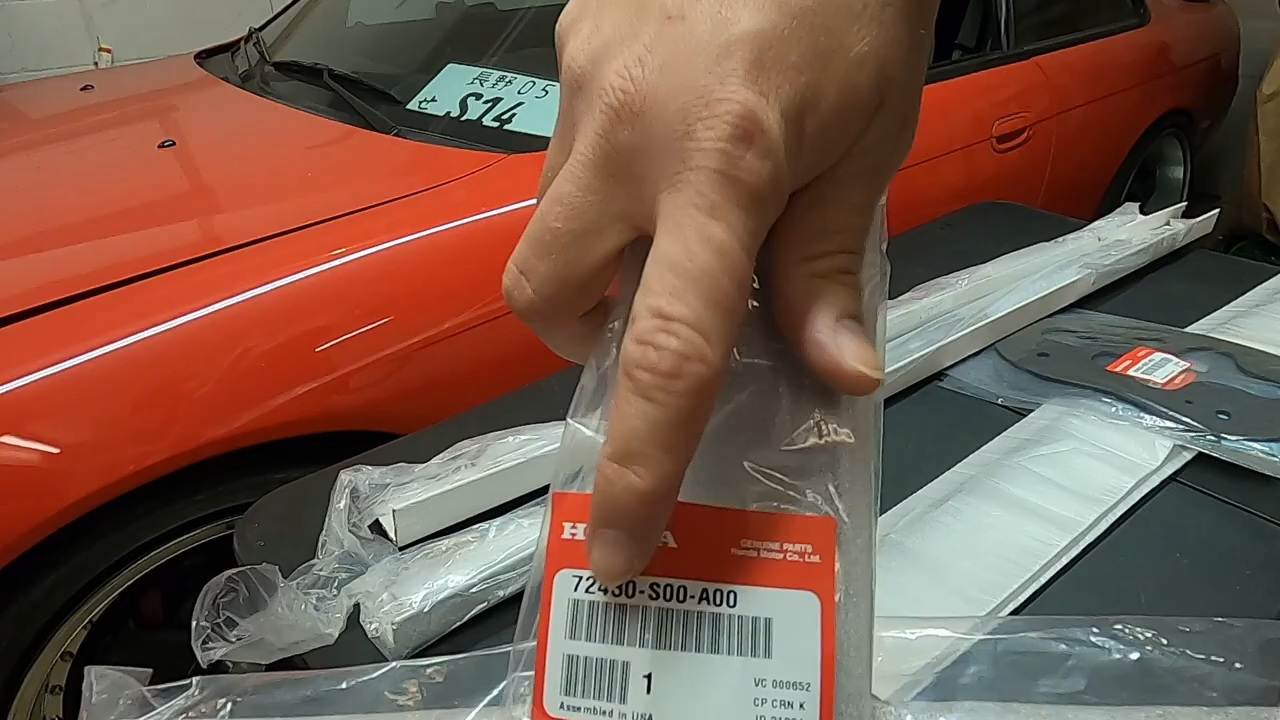 長野 05
せ S14
GENUINE PARTS
Honda Motor Co., Ltd.
72430-S00-A00
1
VC 000652
CP CRN K
Assembled in USA